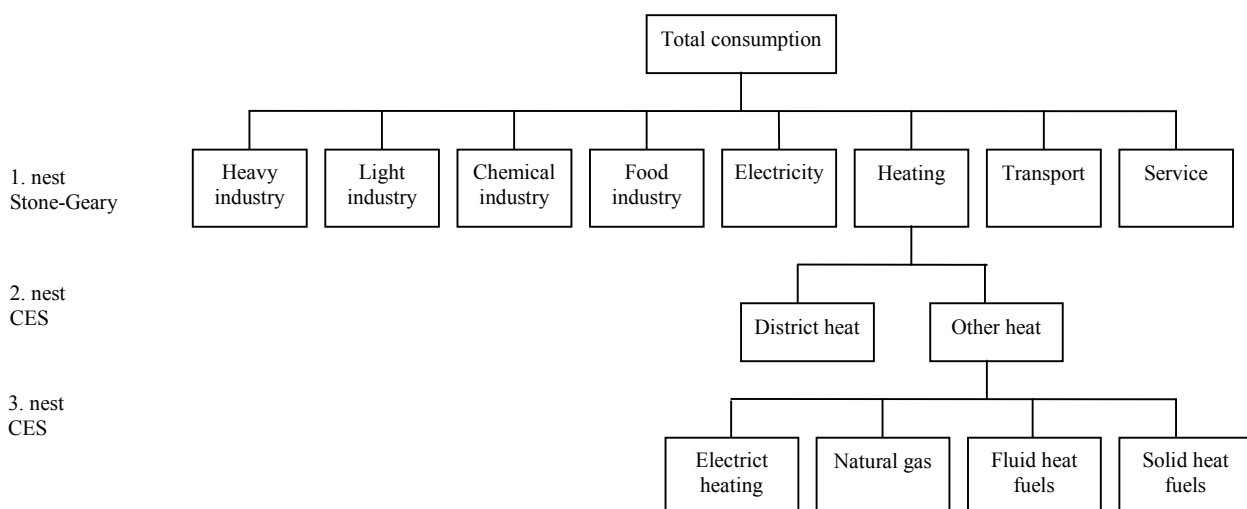 Total consumption
1. nest
Stone-Geary
Heavy
industry
Light
industry
Chemical
industry
Food
industry
Electricity
Heating
Transport
Service
2. nest
CES
District heat
Other heat
3. nest
CES
Electrict
heating
Natural gas
Fluid heat
fuels
Solid heat
fuels